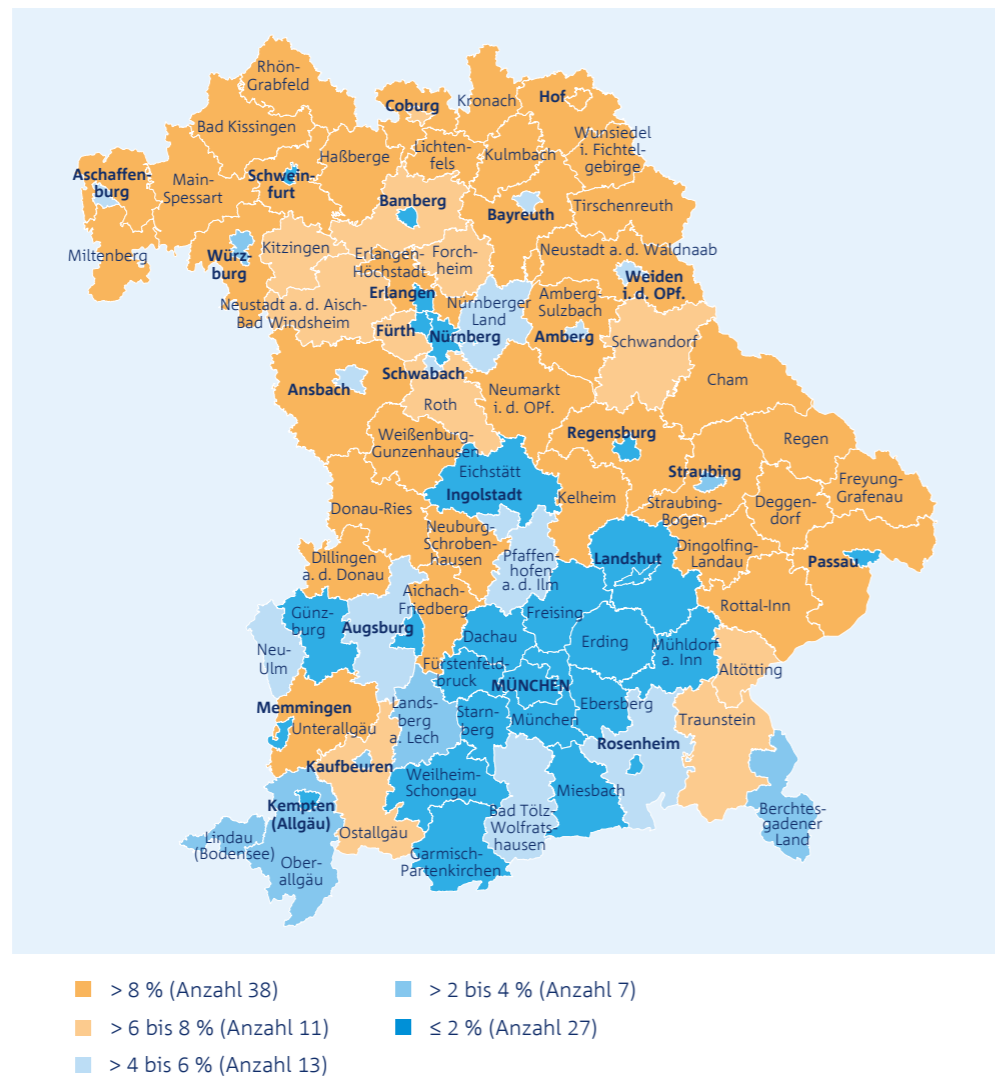 Rhön-
Grabfeld
Coburg
Kronach
Hof
Bad Kissingen
Wunsiedel
i. Fichtel-
gebirge
Lichten-
fels
Kulmbach
Haßberge
Aschaffen-
burg
Main-
Spessart
Schwein-
furt
Bamberg
Bayreuth
Tirschenreuth
Miltenberg
Würz-
burg
Kitzingen
Erlangen-
Höchstadt
Forch-
heim
Neustadt a. d. Waldnaab
Weiden
i. d. OPf.
Erlangen
Neustadt a. d. Aisch-
Bad Windsheim
Nürnberger
Land
Amberg-
Sulzbach
Fürth
Nürnberg
Amberg
Schwandorf
Ansbach
Schwabach
Cham
Roth
Neumarkt
i. d. OPf.
Weißenburg-
Gunzenhausen
Regensburg
Regen
Eichstätt
Ingolstadt
Straubing
Freyung-
Grafenau
Donau-Ries
Kelheim
Straubing-
Bogen
Deggen-
dorf
Neuburg-
Schroben-
hausen
Dillingen
a. d. Donau
Pfaffen-
hofen
a. d. Ilm
Landshut
Dingolfing-
Landau
Passau
Aichach-
Friedberg
Rottal-Inn
Günz-
burg
Augsburg
Freising
Dachau
Erding
Mühldorf
a. Inn
Neu-
Ulm
Fürstenfeld-
bruck
Altötting
MÜNCHEN
Memmingen
Unterallgäu
Landsberg
a. Lech
Starn-
berg
München
Ebersberg
Traunstein
Rosenheim
Kaufbeuren
Weilheim-
Schongau
Miesbach
Kempten
(Allgäu)
Bad Tölz-
Wolfrats-
hausen
Berchtes-
gadener
Land
Lindau
(Bodensee)
Ostallgäu
Ober-
allgäu
Garmisch-
Partenkirchen
> 8 % (Anzahl 38)
> 6 bis 8 % (Anzahl 11)
> 4 bis 6 % (Anzahl 13)
> 2 bis 4 % (Anzahl 7)
≤ 2 % (Anzahl 27)